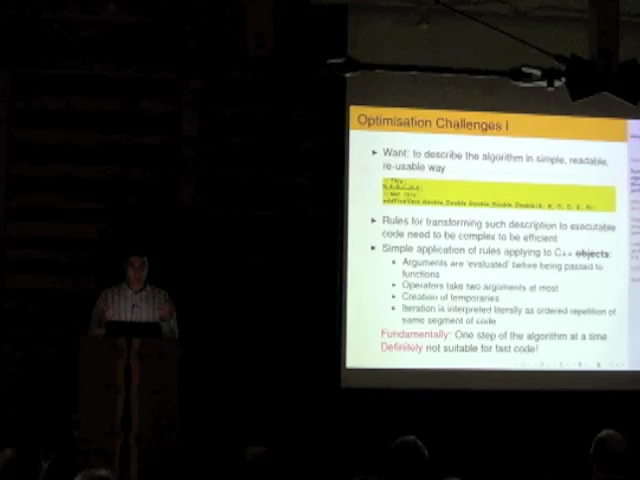 Optimisation Challenges I
Want: to describe the algorithm in simple, readable,
re-usable way
// This,
// Not this
Rules for transforming such description to executable
code need to be complex to be efficient
Simple application of rules applying to C++ objects:
Arguments are 'evaluated' before being passed to
functions
Operators take two arguments at most
Creation of temporaries
Iteration is interpreted literally as ordered repetition of
same segment of code
Fundamentally: One step of the algorithm at a time
Definitely not suitable for fast code!